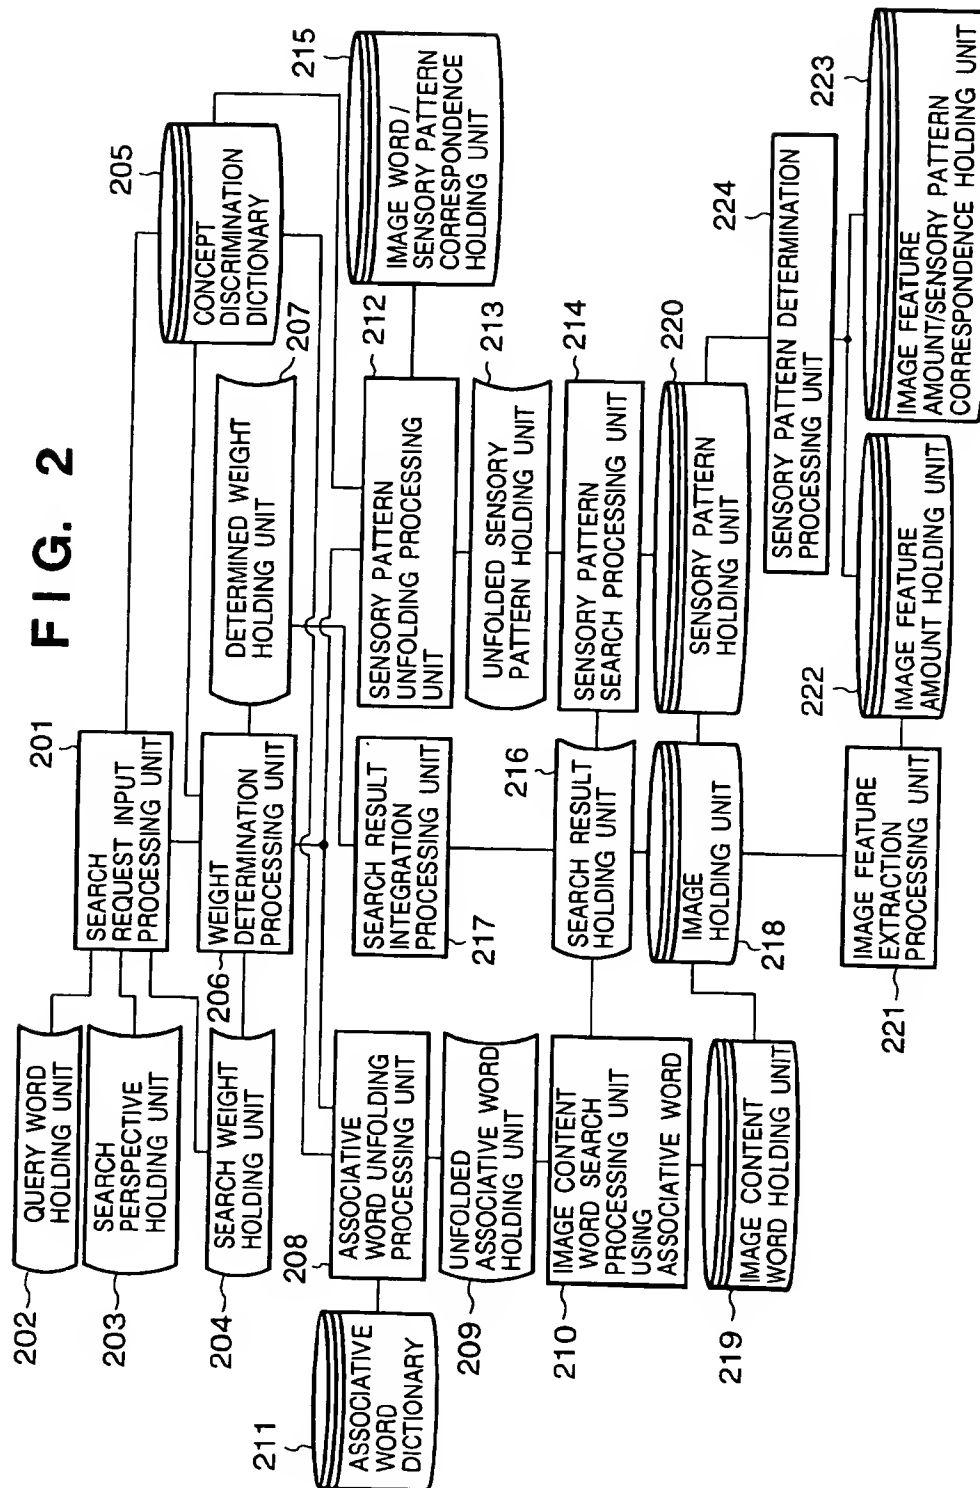 FIG. 2
201
SEARCH
REQUEST INPUT
PROCESSING UNIT
202
QUERY WORD
HOLDING UNIT
203
SEARCH
PERSPECTIVE
HOLDING UNIT
204
SEARCH WEIGHT
HOLDING UNIT
205
CONCEPT
DISCRIMINATION
DICTIONARY
206
WEIGHT
DETERMINATION
PROCESSING UNIT
207
DETERMINED WEIGHT
HOLDING UNIT
211
ASSOCIATIVE
WORD
DICTIONARY
208
ASSOCIATIVE
WORD UNFOLDING
PROCESSING UNIT
SEARCH RESULT
INTEGRATION
PROCESSING UNIT
217
212
SENSORY PATTERN
UNFOLDING PROCESSING
UNIT
215
IMAGE WORD/
SENSORY PATTERN
CORRESPONDENCE
HOLDING UNIT
209
UNFOLDED
ASSOCIATIVE WORD
HOLDING UNIT
213
UNFOLDED SENSORY
PATTERN HOLDING UNIT
210
IMAGE CONTENT
WORD SEARCH
PROCESSING UNIT
USING
ASSOCIATIVE WORD
216
SEARCH RESULT
HOLDING UNIT
214
SENSORY PATTERN
SEARCH PROCESSING UNIT
219
IMAGE CONTENT
WORD HOLDING UNIT
218
IMAGE
HOLDING UNIT
220
SENSORY PATTERN
HOLDING UNIT
224
SENSORY PATTERN DETERMINATION
PROCESSING UNIT
221
IMAGE FEATURE
EXTRACTION
PROCESSING UNIT
222
IMAGE FEATURE
AMOUNT HOLDING UNIT
223
IMAGE FEATURE
AMOUNT/SENSORY PATTERN
CORRESPONDENCE HOLDING UNIT